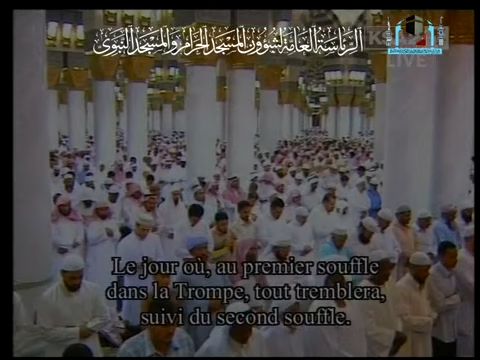 الرئاسة العامة لشؤون المسجد الحرام والمسجد النبوي
LIVE
Le jour où, au premier souffle
dans la Trompe, tout tremblera,
suivi du second souffle.